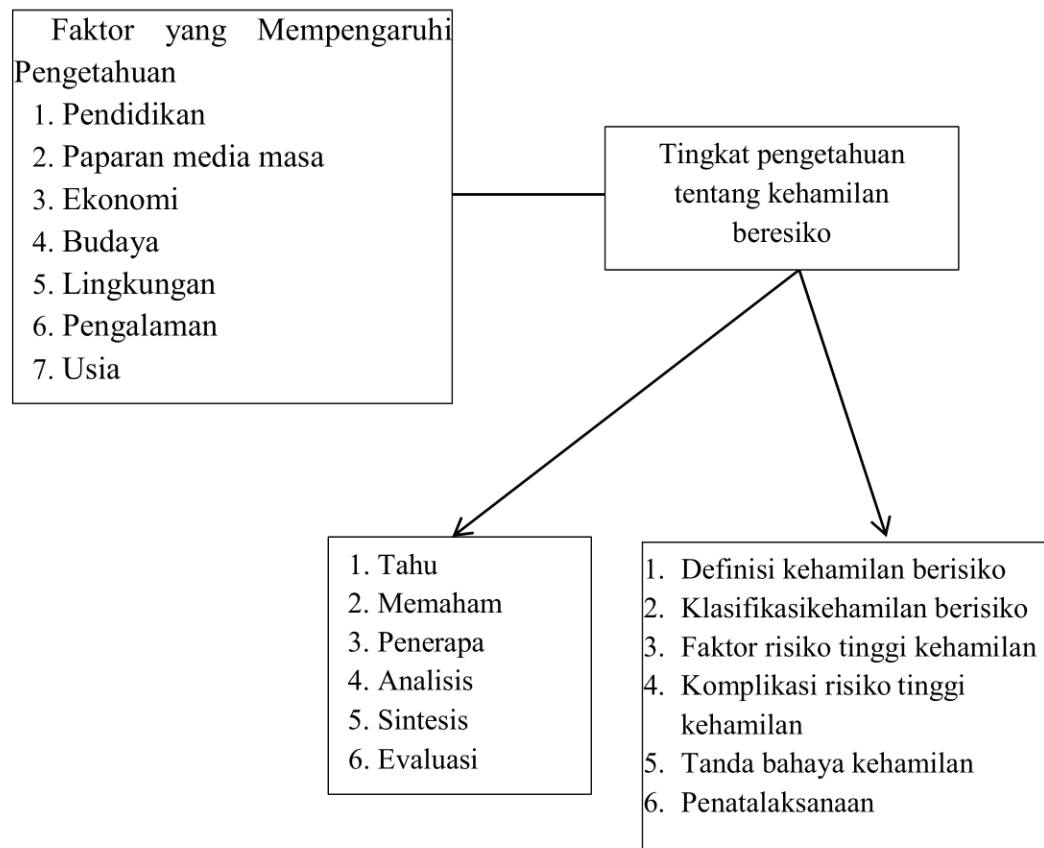 Faktor yang Mempengaruhi
Pengetahuan
1. Pendidikan
2. Paparan media masa
3. Ekonomi
4. Budaya
5. Lingkungan
6. Pengalaman
7. Usia
Tingkat pengetahuan
tentang kehamilan
beresiko
1. Tahu
2. Memaham
3. Penerapa
4. Analisis
5. Sintesis
6. Evaluasi
1. Definisi kehamilan berisiko
2. Klasifikasikehamilan berisiko
3. Faktor risiko tinggi kehamilan
4. Komplikasi risiko tinggi
kehamilan
5. Tanda bahaya kehamilan
6. Penatalaksanaan